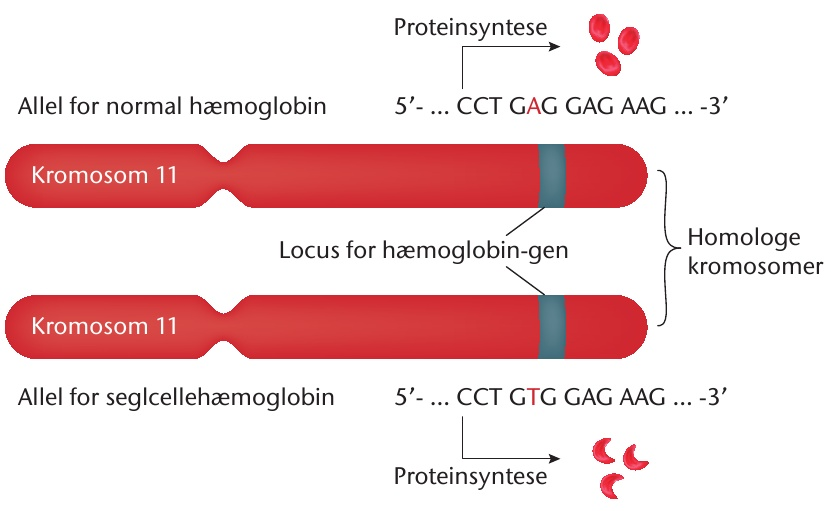 Proteinsyntese
Allel for normal hæmoglobin
5’- ... CCT GAG GAG AAG ... -3’
Kromosom 11
Locus for hæmoglobin-gen
Homologe
kromosomer
Kromosom 11
Allel for seglcellehæmoglobin
5’- ... CCT GTG GAG AAG ... -3’
Proteinsyntese